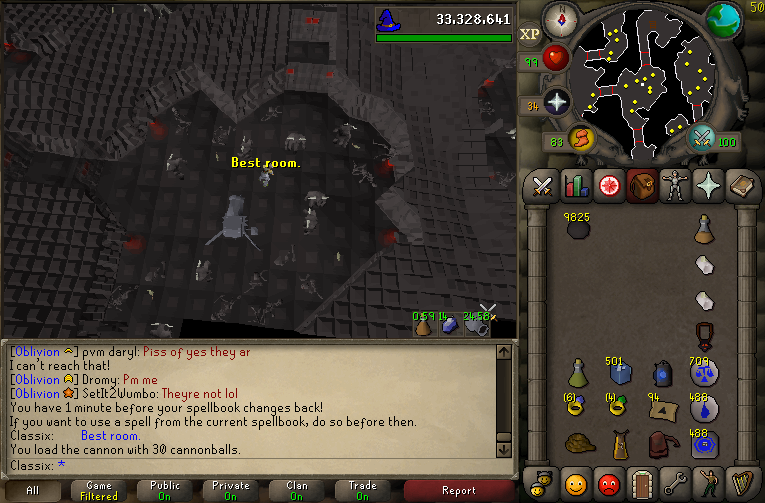 33,328,641
50
N
XP
99
34
83
100
Best room.
0:59 14 24:58
9825
501
709
(6) (4) 94 488
488
[Oblivion] pvm daryl: Piss of yes they ar
I can't reach that!
[Oblivion] Dromy: Pm me
[Oblivion] SetIt2Wumbo: Theyre not lol
You have 1 minute before your spellbook changes back!
If you want to use a spell from the current spellbook, do so before then.
Classix: Best room.
You load the cannon with 30 cannonballs.
Classix: *
All
Game
Filtered
Public
On
Private
On
Clan
On
Trade
On
Report